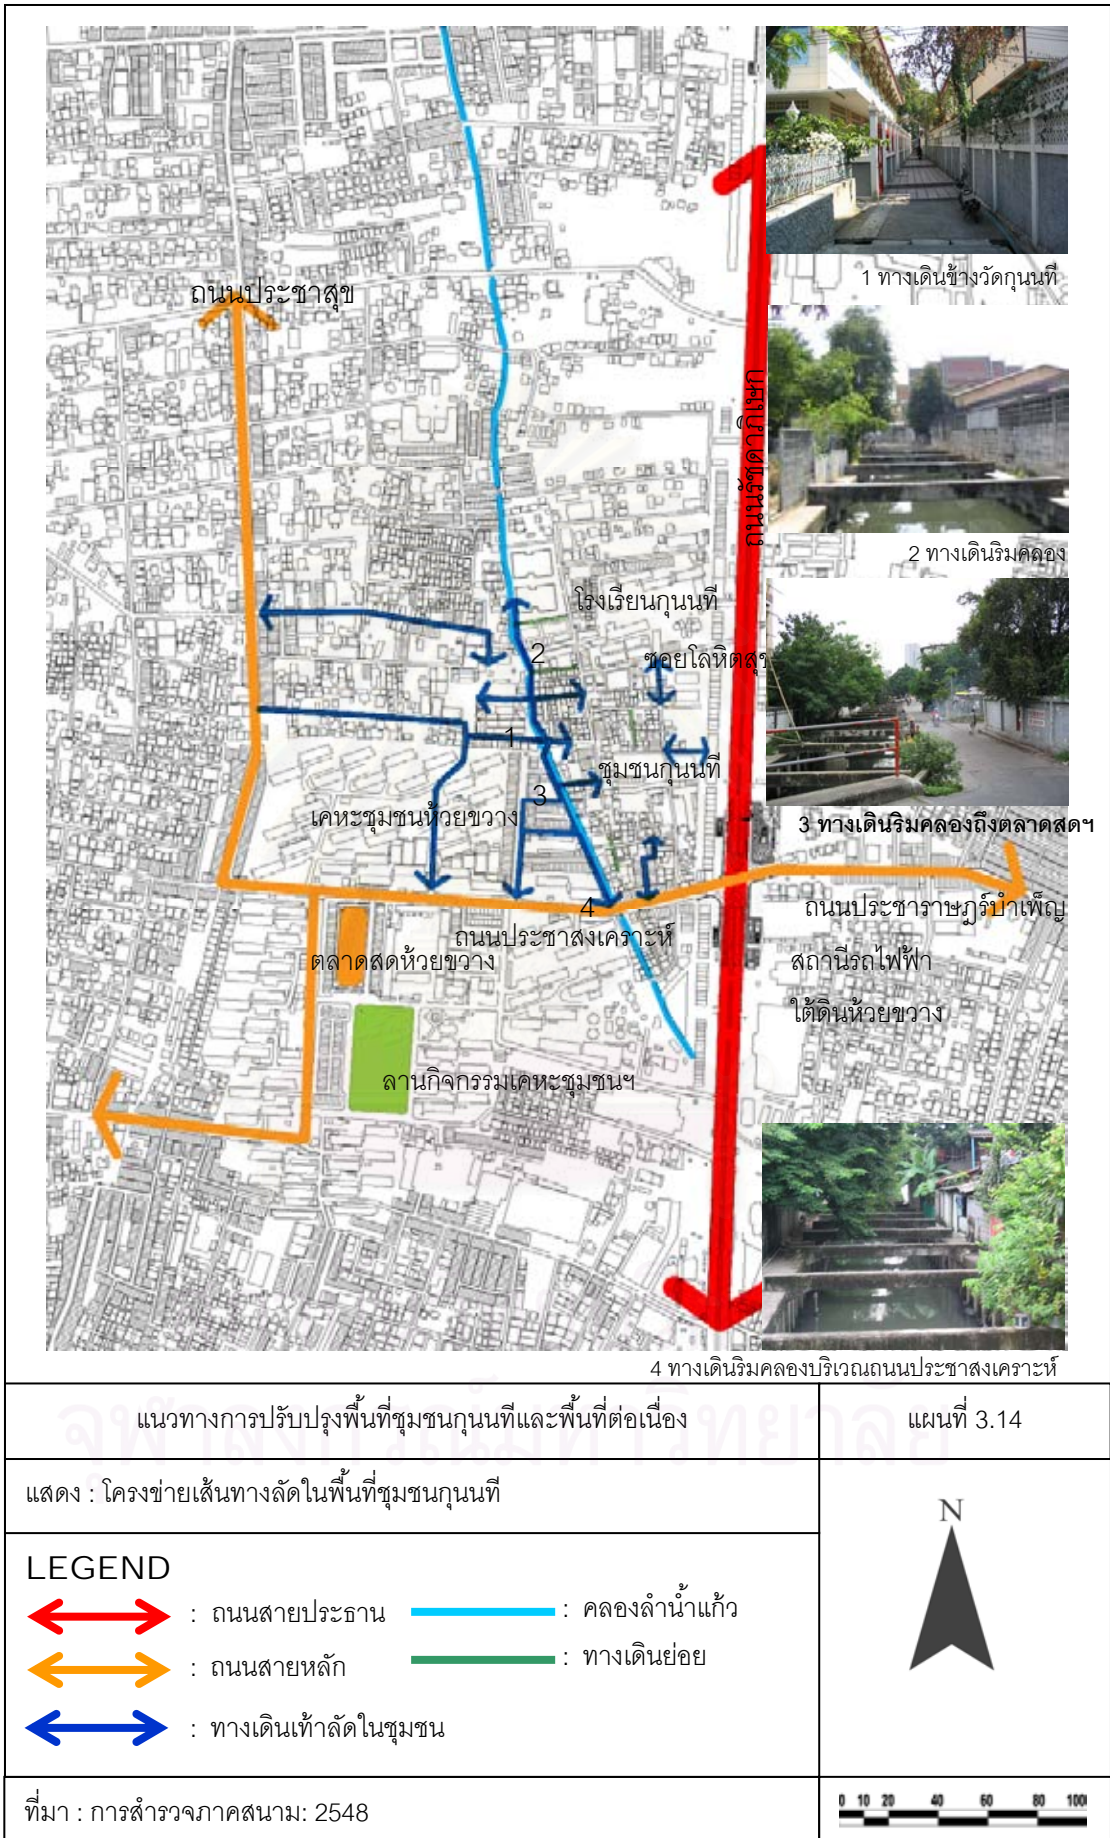 1 ทางเดินข้างวัดกุนนที
ถนนประชาสุข
ถนนรัชดาภิเษก
2 ทางเดินริมคลอง
โรงเรียนกุนนที
2
ซอยโลหิตสุข
1
ชุมชนกุนนที
3
เคหะชุมชนห้วยขวาง
3 ทางเดินริมคลองถึงตลาดสดฯ
4
ถนนประชาราษฎร์บำเพ็ญ
ถนนประชาสงเคราะห์
ตลาดสดห้วยขวาง
สถานีรถไฟฟ้า
ใต้ดินห้วยขวาง
ลานกิจกรรมเคหะชุมชนฯ
4 ทางเดินริมคลองบริเวณถนนประชาสงเคราะห์
จุฬาลงกรณ์มหาวิทยาลัย
แนวทางการปรับปรุงพื้นที่ชุมชนกุนนทีและพื้นที่ต่อเนื่อง
แผนที่ 3.14
แสดง : โครงข่ายเส้นทางลัดในพื้นที่ชุมชนกุนนที
N
LEGEND
: ถนนสายประธาน
: คลองลำน้ำแก้ว
: ถนนสายหลัก
: ทางเดินย่อย
: ทางเดินเท้าลัดในชุมชน
ที่มา : การสำรวจภาคสนาม: 2548
0 10 20 40 60 80 100